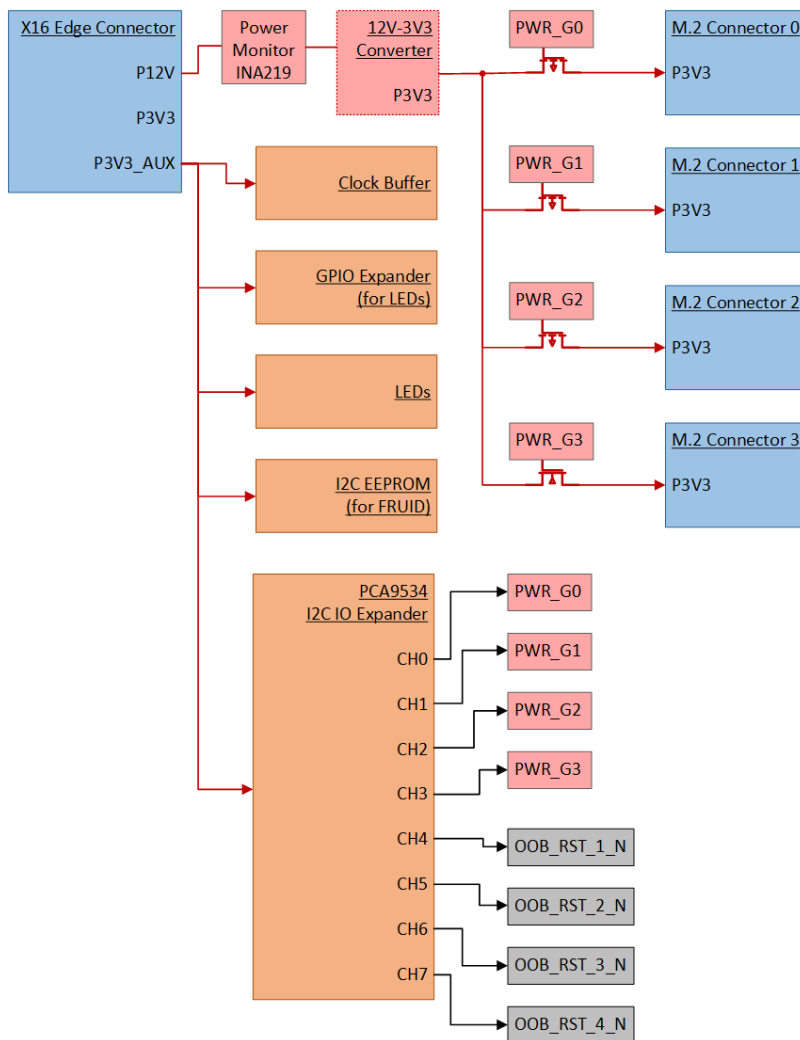 X16 Edge Connector
P12V
P3V3
P3V3_AUX
Power
Monitor
INA219
12V-3V3
Converter
P3V3
PWR_G0
M.2 Connector 0
P3V3
PWR_G1
M.2 Connector 1
P3V3
PWR_G2
M.2 Connector 2
P3V3
PWR_G3
M.2 Connector 3
P3V3
Clock Buffer
GPIO Expander
(for LEDs)
LEDs
I2C EEPROM
(for FRUID)
PCA9534
I2C IO Expander
CH0
CH1
CH2
CH3
CH4
CH5
CH6
CH7
PWR_G0
PWR_G1
PWR_G2
PWR_G3
OOB_RST_1_N
OOB_RST_2_N
OOB_RST_3_N
OOB_RST_4_N